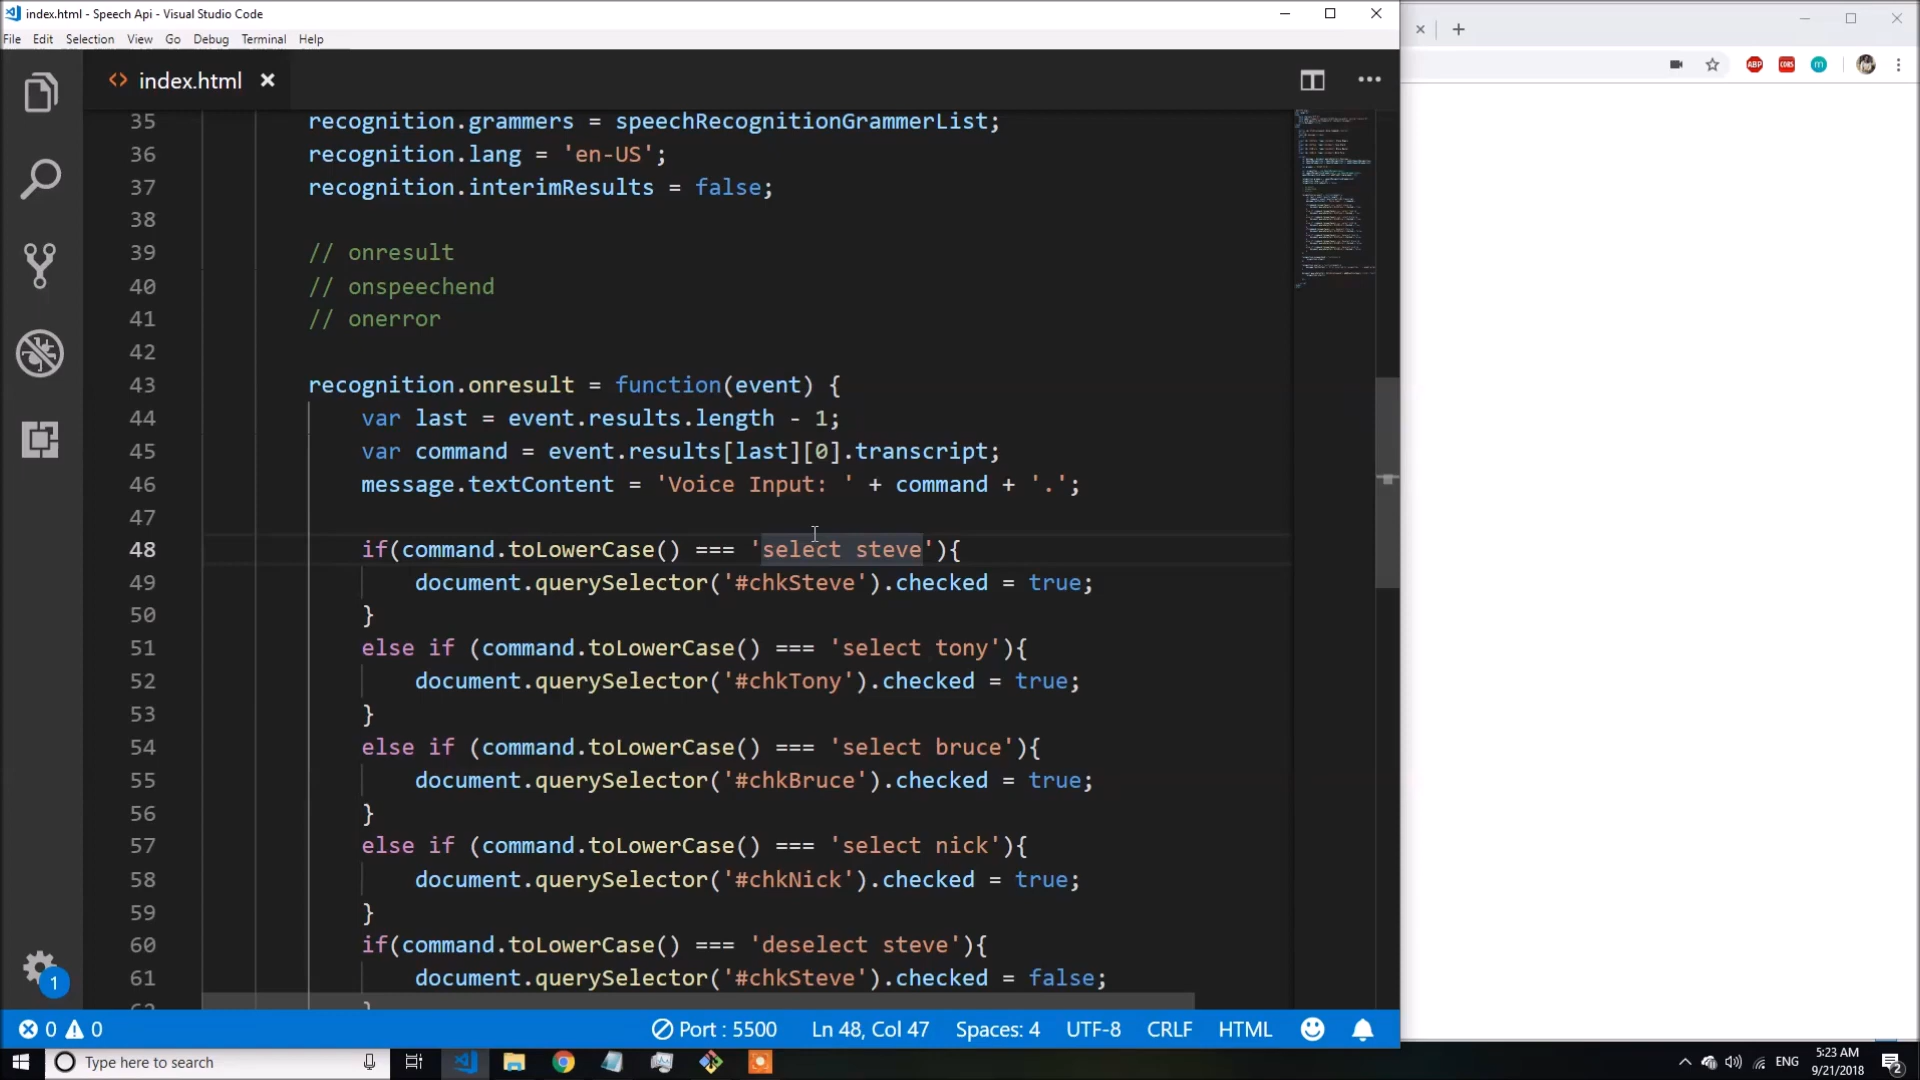 index.html - Speech Api - Visual Studio Code
File Edit Selection View Go Debug Terminal Help
index.html
35 recognition.grammers = speechRecognitionGrammerList;
36 recognition.lang = 'en-US';
37 recognition.interimResults = false;
38
39 // onresult
40 // onspeechend
41 // onerror
42
43 recognition.onresult = function(event) {
44 var last = event.results.length - 1;
45 var command = event.results[last][0].transcript;
46 message.textContent = 'Voice Input: ' + command + '.';
47
48 if(command.toLowerCase() === 'select steve'){
49 document.querySelector('#chkSteve').checked = true;
50 }
51 else if (command.toLowerCase() === 'select tony'){
52 document.querySelector('#chkTony').checked = true;
53 }
54 else if (command.toLowerCase() === 'select bruce'){
55 document.querySelector('#chkBruce').checked = true;
56 }
57 else if (command.toLowerCase() === 'select nick'){
58 document.querySelector('#chkNick').checked = true;
59 }
60 if(command.toLowerCase() === 'deselect steve'){
61 document.querySelector('#chkSteve').checked = false;
1
0 0 Port : 5500 Ln 48, Col 47 Spaces: 4 UTF-8 CRLF HTML
ABP CORS m
Type here to search
ENG 5:23 AM
9/21/2018 2